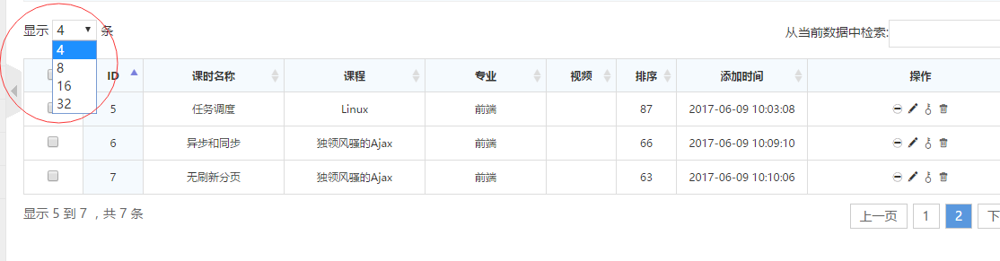 显示 4 条
从当前数据中检索:
4
8
16
32
ID 课时名称 课程 专业 视频 排序 添加时间 操作
5 任务调度 Linux 前端 87 2017-06-09 10:03:08
6 异步和同步 独领风骚的Ajax 前端 66 2017-06-09 10:09:10
7 无刷新分页 独领风骚的Ajax 前端 63 2017-06-09 10:10:06
显示 5 到 7 ，共 7 条
上一页 1 2 下